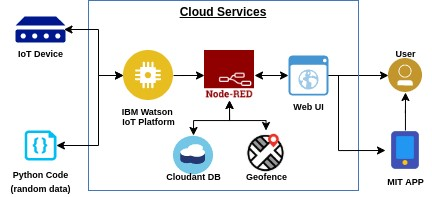 Cloud Services
IoT Device
IBM Watson
IoT Platform
Node-RED
Web UI
User
Python Code
(random data)
{ }
Cloudant DB
Geofence
MIT APP